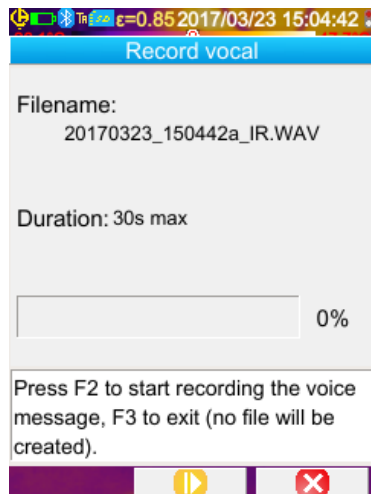 ε=0.85 2017/03/23 15:04:42
Record vocal
Filename:
20170323_150442a_IR.WAV
Duration: 30s max
0%
Press F2 to start recording the voice
message, F3 to exit (no file will be
created).